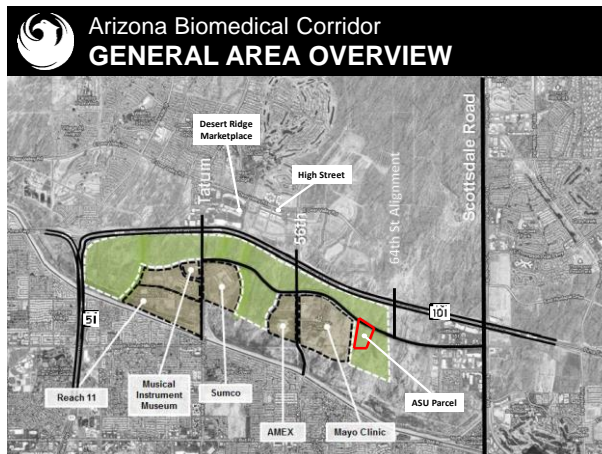 Arizona Biomedical Corridor
GENERAL AREA OVERVIEW
Desert Ridge
Marketplace
High Street
Tatum
56th
64th St Alignment
Scottsdale Road
51
101
Reach 11
Musical
Instrument
Museum
Sumco
AMEX
Mayo Clinic
ASU Parcel